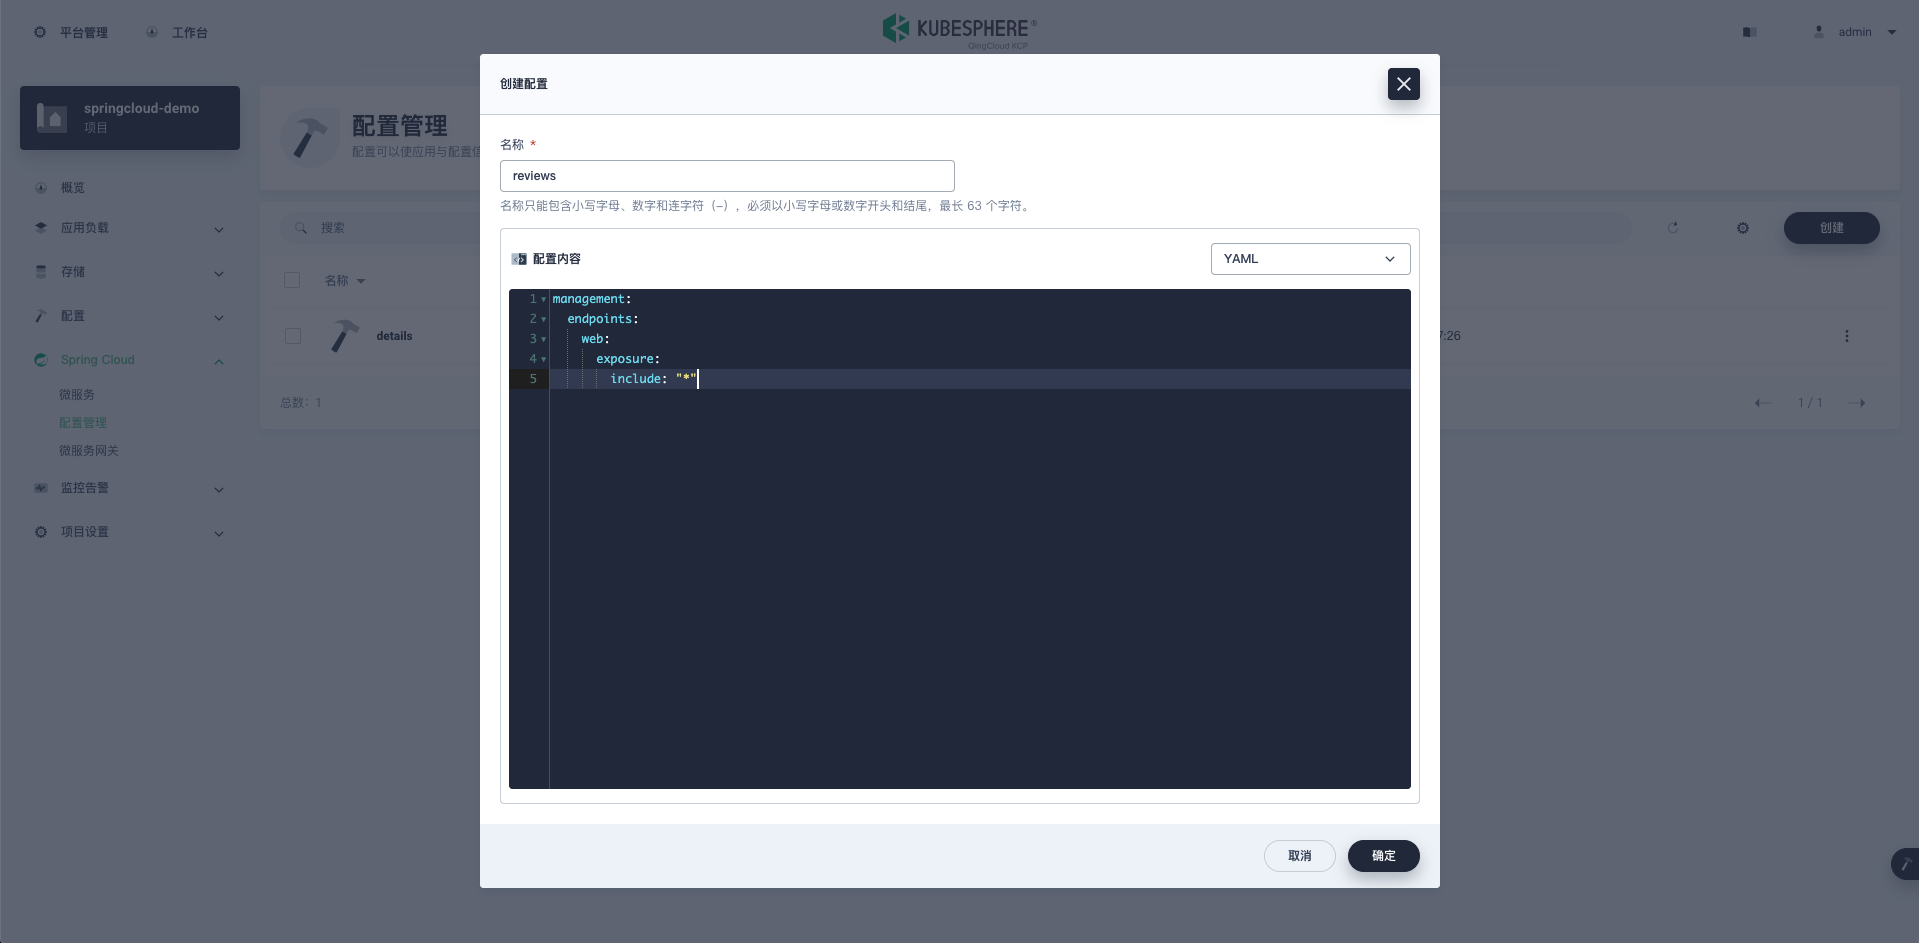 平台管理
工作台
KUBESPHERE®
QingCloud KCP
admin
springcloud-demo
项目
概览
应用负载
存储
配置
Spring Cloud
微服务
配置管理
微服务网关
监控告警
项目设置
配置管理
配置可以使应用与配置
搜索
创建
名称
details
7:26
总数：1
1 / 1
创建配置
名称 *
reviews
名称只能包含小写字母、数字和连字符（-），必须以小写字母或数字开头和结尾，最长 63 个字符。
配置内容
YAML
1 management:
2 endpoints:
3 web:
4 exposure:
5 include: "*"
取消
确定